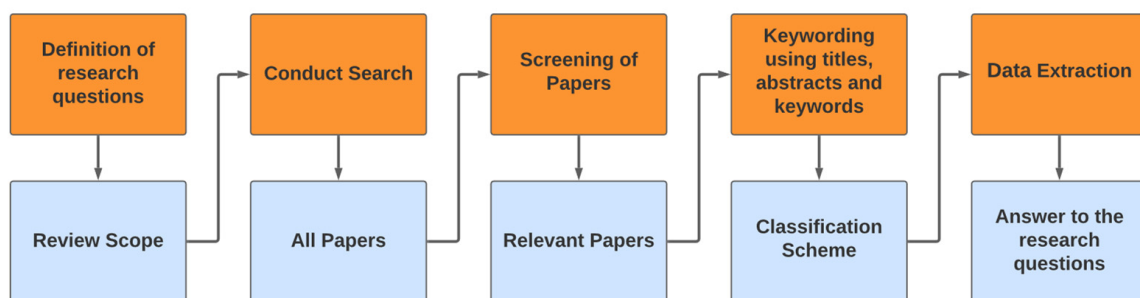 Definition of
research
questions
Conduct Search
Screening of
Papers
Keywording
using titles,
abstracts and
keywords
Data Extraction
Review Scope
All Papers
Relevant Papers
Classification
Scheme
Answer to the
research
questions